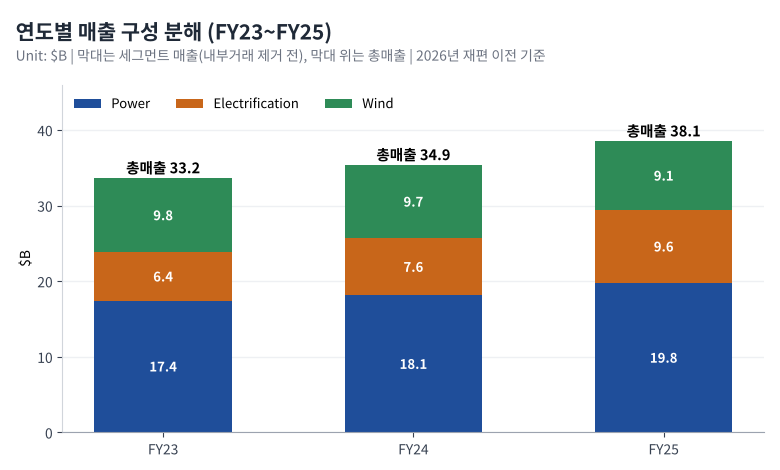 연도별 매출 구성 분해 (FY23~FY25)
Unit: $B | 막대는 세그먼트 매출(내부거래 제거 전), 막대 위는 총매출 | 2026년 재편 이전 기준
Power Electrification Wind
총매출 33.2
총매출 34.9
총매출 38.1
9.8
9.7
9.1
6.4
7.6
9.6
17.4
18.1
19.8
$B
40
30
20
10
0
FY23 FY24 FY25